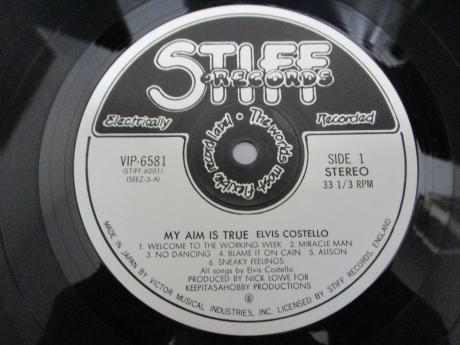 STIFF
•RECORDS•
Electrically
Recorded
The worlds most flexible record label •
VIP-6581
(STIFF-6001)
(SEEZ-3-A)
SIDE 1
STEREO
33 1/3 RPM
MY AIM IS TRUE ELVIS COSTELLO
1. WELCOME TO THE WORKING WEEK 2. MIRACLE MAN
3. NO DANCING 4. BLAME IT ON CAIN 5. ALISON
6. SNEAKY FEELINGS
All songs by Elvis Costello
PRODUCED BY NICK LOWE FOR
KEEPITASAHOBBY PRODUCTIONS
6
MADE IN JAPAN BY VICTOR MUSICAL INDUSTRIES, INC. LICENSED BY STIFF RECORDS, ENGLAND